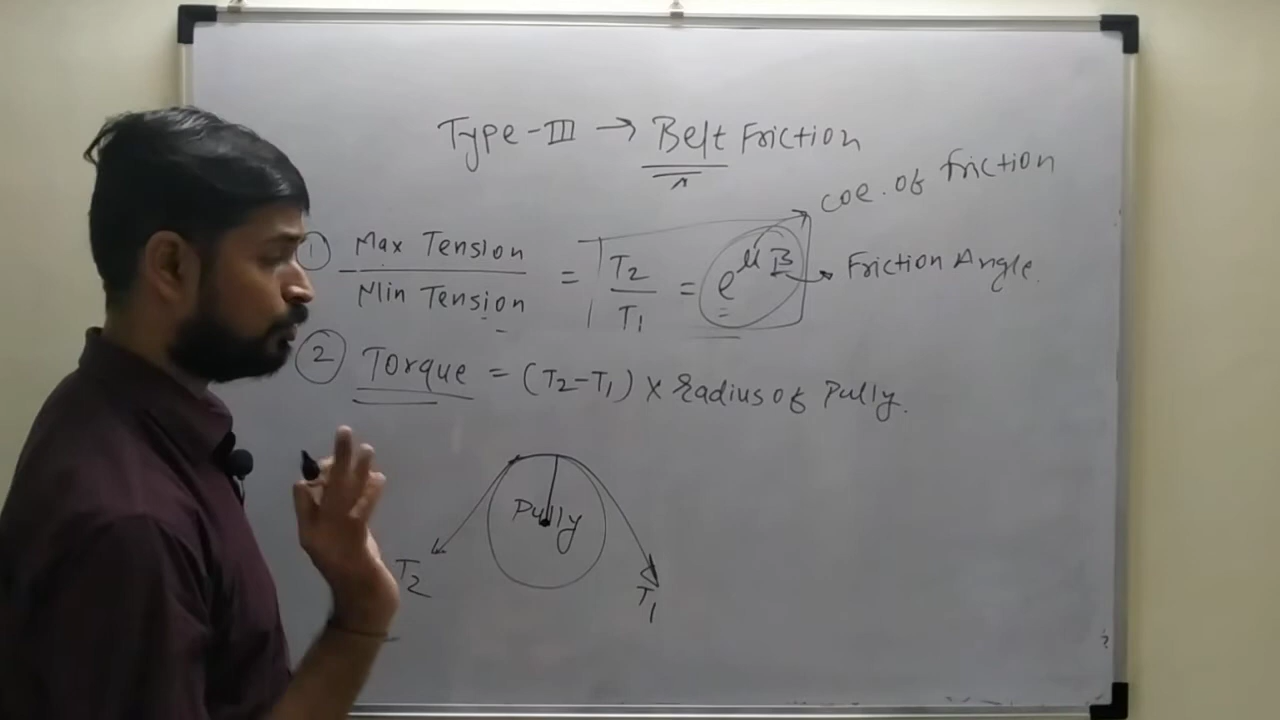 Type-III → Belt Friction
coe. of friction
① Max Tension / Min Tension = T₂/T₁ = e^μB → Friction Angle.
② Torque = (T₂-T₁) × radius of Pully.
Pully
T₂
T₁